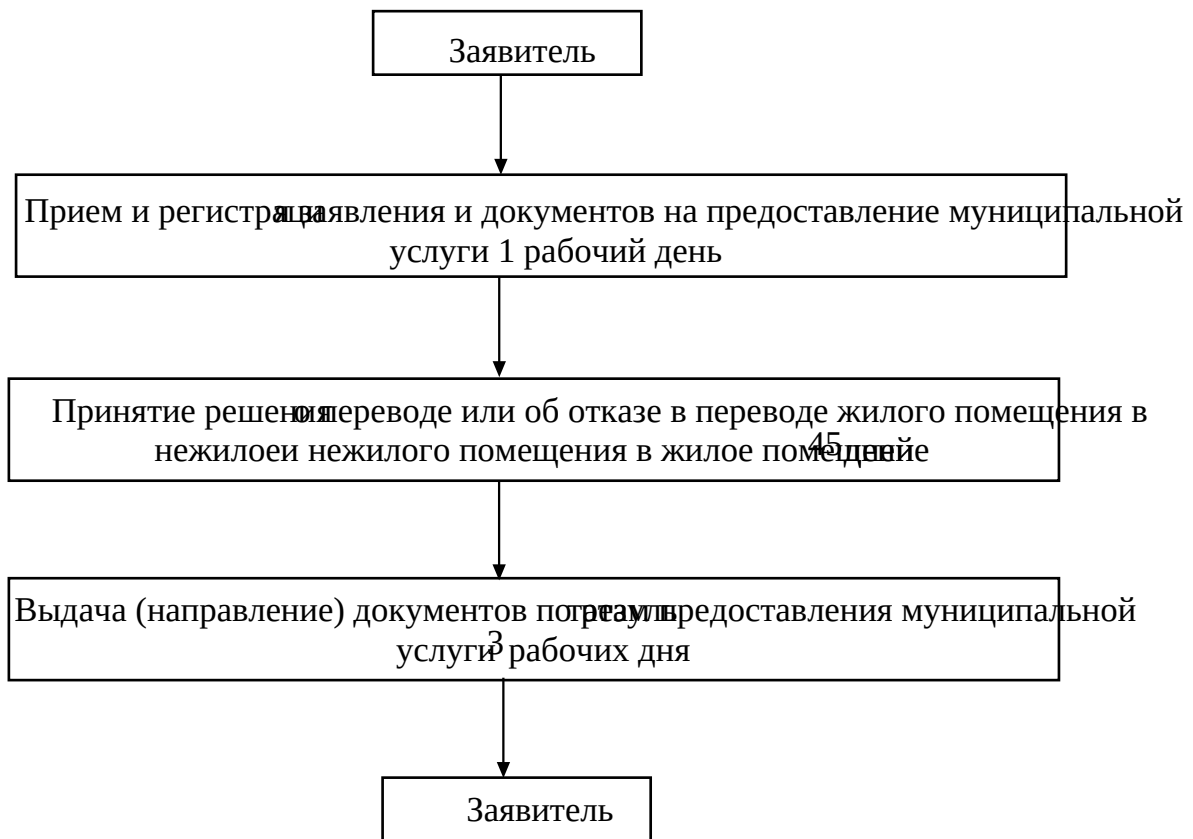 Заявитель
Прием и регистрация заявления и документов на предоставление муниципальной
услуги 1 рабочий день
Принятие решения о переводе или об отказе в переводе жилого помещения в
нежилое и нежилого помещения в жилое помещение 45 дней
Выдача (направление) документов по результатам предоставления муниципальной
услуги 3 рабочих дня
Заявитель